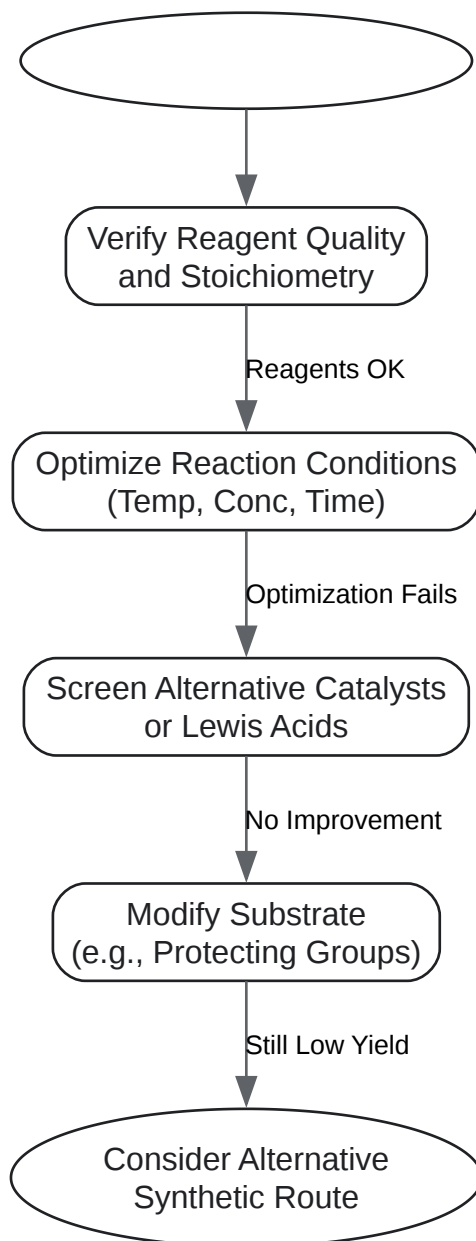 Verify Reagent Quality
and Stoichiometry
Reagents OK
Optimize Reaction Conditions
(Temp, Conc, Time)
Optimization Fails
Screen Alternative Catalysts
or Lewis Acids
No Improvement
Modify Substrate
(e.g., Protecting Groups)
Still Low Yield
Consider Alternative
Synthetic Route